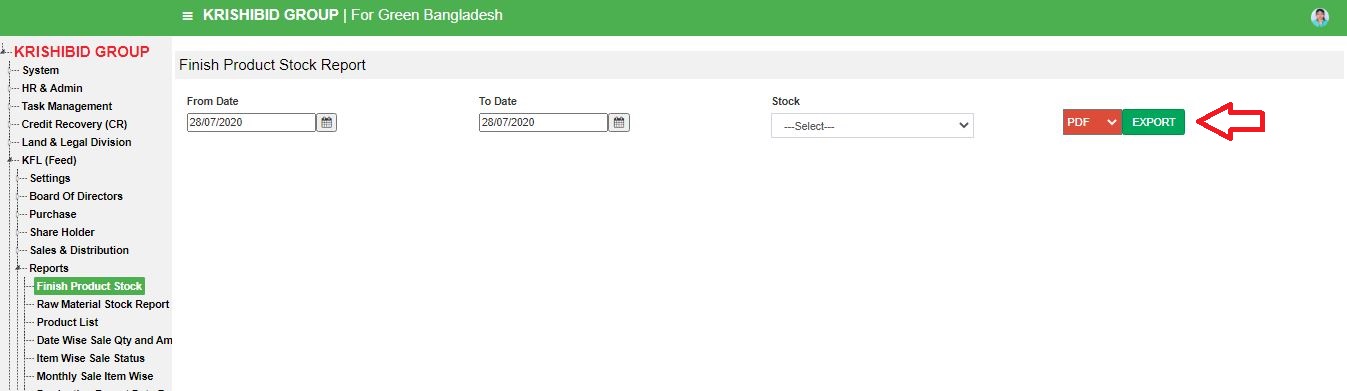 KRISHIBID GROUP | For Green Bangladesh
KRISHIBID GROUP
System
HR & Admin
Task Management
Credit Recovery (CR)
Land & Legal Division
KFL (Feed)
Settings
Board Of Directors
Purchase
Share Holder
Sales & Distribution
Reports
Finish Product Stock
Raw Material Stock Report
Product List
Date Wise Sale Qty and Am
Item Wise Sale Status
Monthly Sale Item Wise
Finish Product Stock Report
From Date
28/07/2020
To Date
28/07/2020
Stock
---Select---
PDF
EXPORT